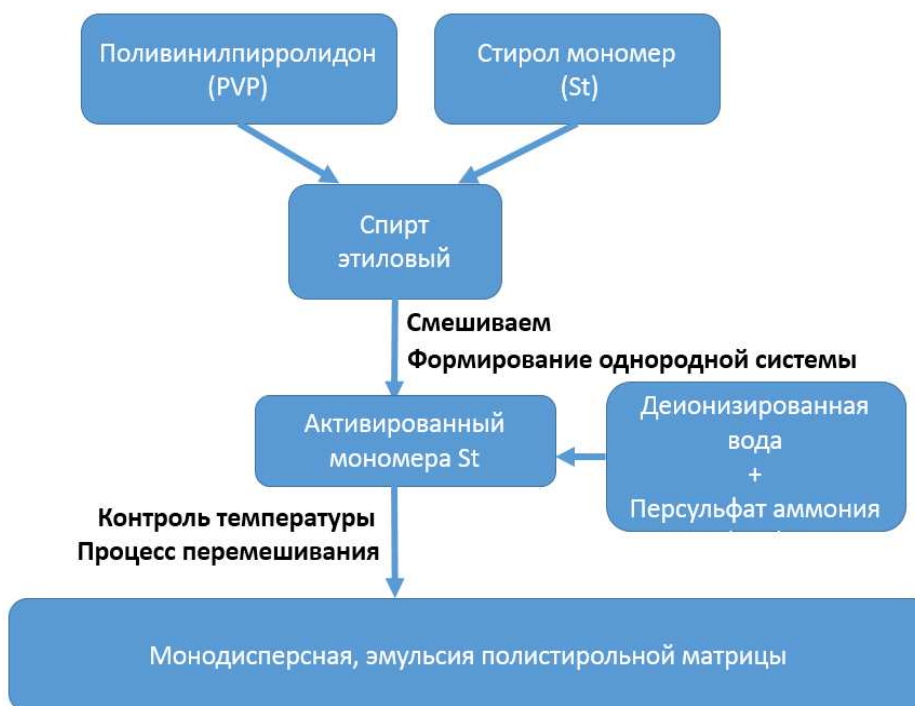 Поливинилпирролидон
(PVP)
Стирол мономер
(St)
Спирт
этиловый
Смешиваем
Формирование однородной системы
Активированный
мономера St
Деионизированная
вода
+
Персульфат аммония
Контроль температуры
Процесс перемешивания
Монодисперсная, эмульсия полистирольной матрицы